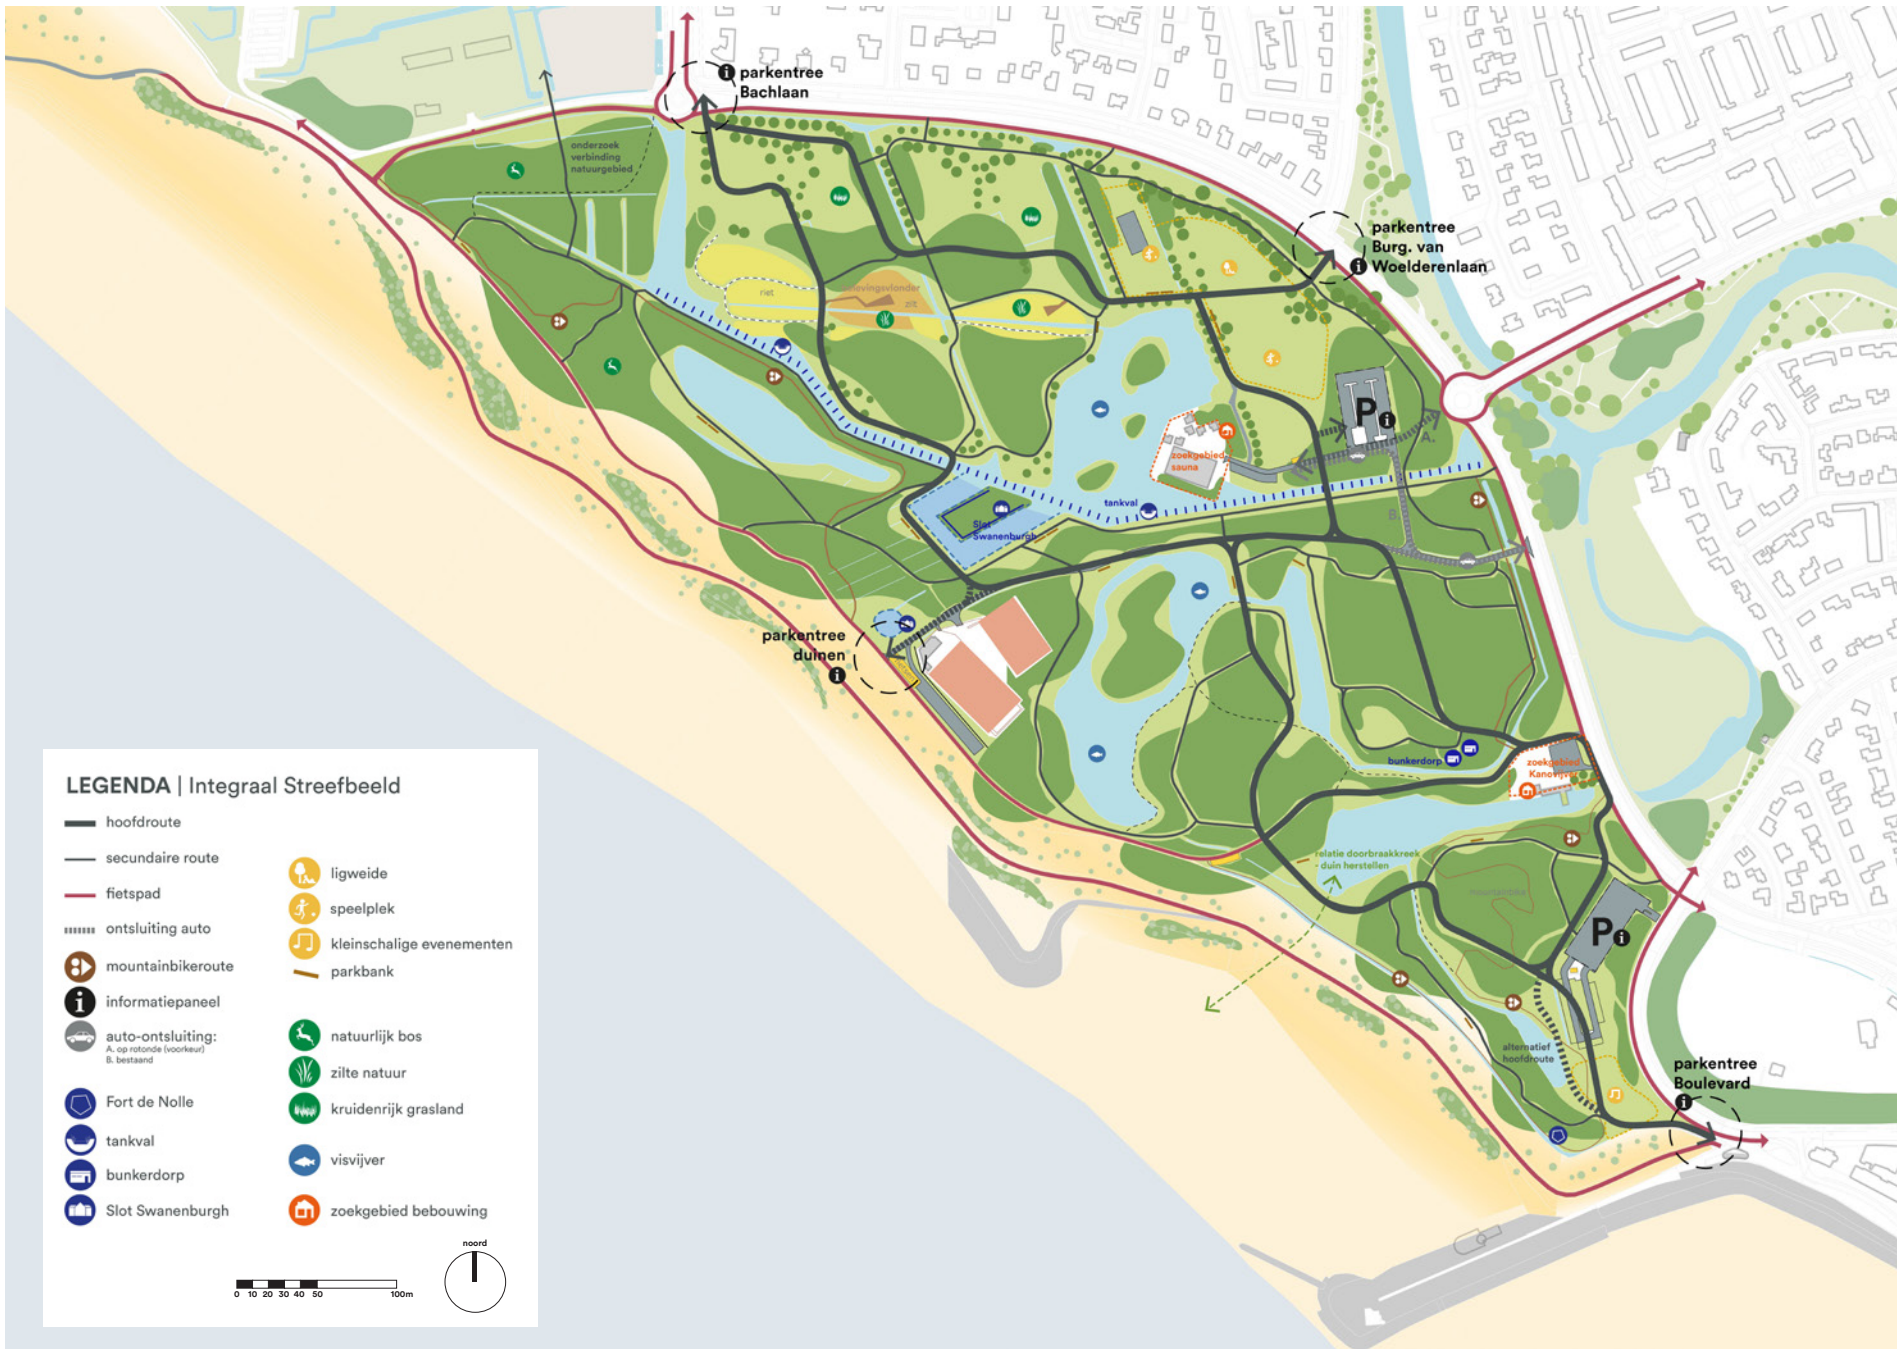 parkentree
Bachlaan
onderzoek
verbinding
natuurgebied
parkentree
Burg. van
Woelderenlaan
riet
zilt
P
A.
zoekgebied
sauna
tankval
B.
Slot
Swanenburgh
parkentree
duinen
bunkerdorp
zoekgebied
Kanovijver
relatie doorbraakkreek
- duin herstellen
P
alternatief
hoofdroute
parkentree
Boulevard
LEGENDA | Integraal Streefbeeld
hoofdroute
secundaire route
fietspad
ontsluiting auto
mountainbikeroute
informatiepaneel
auto-ontsluiting:
A. op rotonde (voorkeur)
B. bestaand
Fort de Nolle
tankval
bunkerdorp
Slot Swanenburgh
ligweide
speelplek
kleinschalige evenementen
parkbank
natuurlijk bos
zilte natuur
kruidenrijk grasland
visvijver
zoekgebied bebouwing
noord
0 10 20 30 40 50 100m